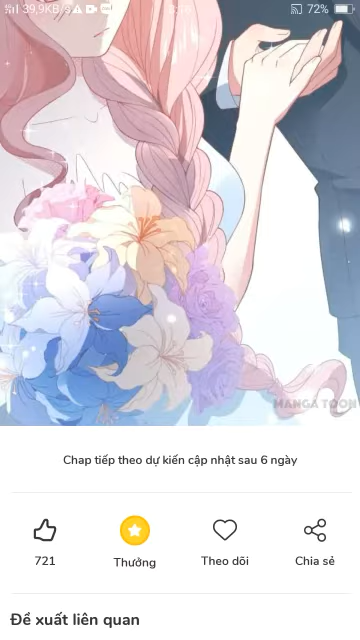 39,9KB/s
72%
MANGA TOON
Chap tiếp theo dự kiến cập nhật sau 6 ngày
721
Thưởng
Theo dõi
Chia sẻ
Đề xuất liên quan